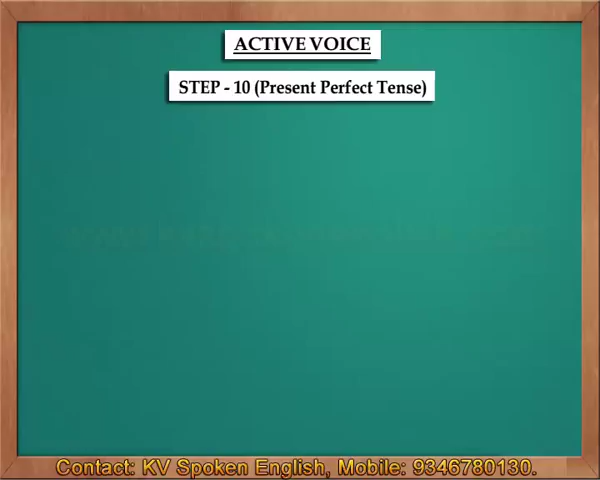 ACTIVE VOICE
STEP - 10 (Present Perfect Tense)
Contact: KV Spoken English, Mobile: 9346780130.